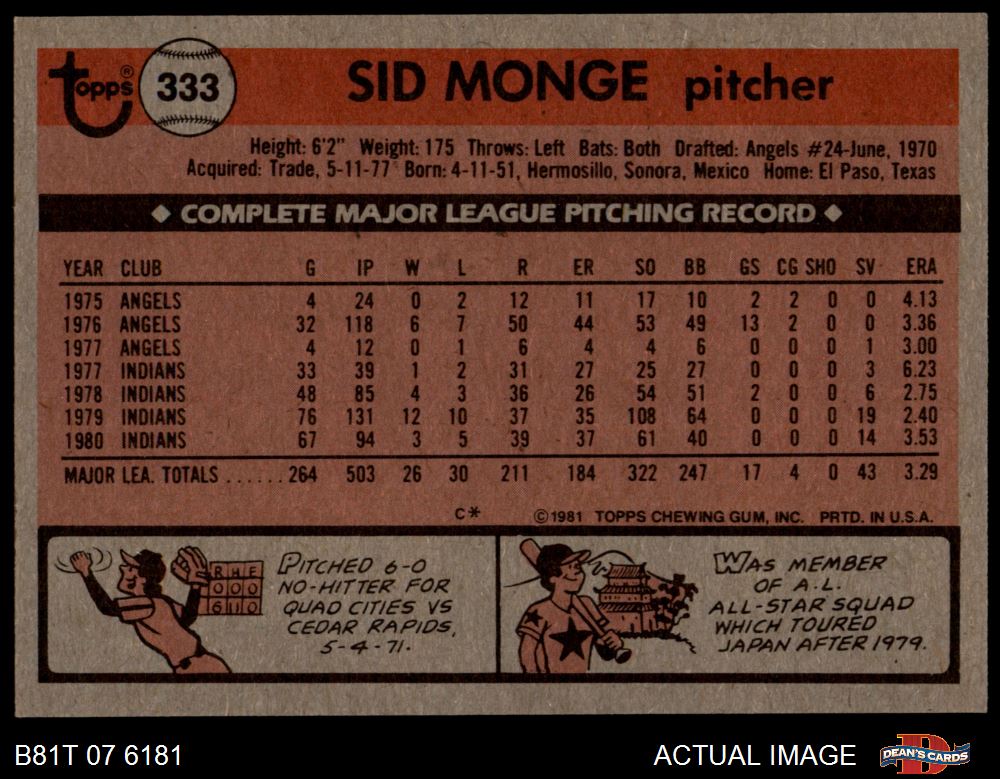 topps® 333 SID MONGE pitcher
Height: 6'2" Weight: 175 Throws: Left Bats: Both Drafted: Angels #24-June, 1970
Acquired: Trade, 5-11-77 Born: 4-11-51, Hermosillo, Sonora, Mexico Home: El Paso, Texas
◆ COMPLETE MAJOR LEAGUE PITCHING RECORD ◆
YEAR CLUB G IP W L R ER SO BB GS CG SHO SV ERA
1975 ANGELS 4 24 0 2 12 11 17 10 2 2 0 0 4.13
1976 ANGELS 32 118 6 7 50 44 53 49 13 2 0 0 3.36
1977 ANGELS 4 12 0 1 6 4 4 6 0 0 0 1 3.00
1977 INDIANS 33 39 1 2 31 27 25 27 0 0 0 3 6.23
1978 INDIANS 48 85 4 3 36 26 54 51 2 0 0 6 2.75
1979 INDIANS 76 131 12 10 37 35 108 64 0 0 0 19 2.40
1980 INDIANS 67 94 3 5 39 37 61 40 0 0 0 14 3.53
MAJOR LEA. TOTALS ...... 264 503 26 30 211 184 322 247 17 4 0 43 3.29
C* ©1981 TOPPS CHEWING GUM, INC. PRTD. IN U.S.A.
R H E
0 0 0
6 1 0
PITCHED 6-0
NO-HITTER FOR
QUAD CITIES VS
CEDAR RAPIDS,
5-4-71.
WAS MEMBER
OF A.L.
ALL-STAR SQUAD
WHICH TOURED
JAPAN AFTER 1979.
B81T 07 6181 ACTUAL IMAGE DEAN'S CARDS